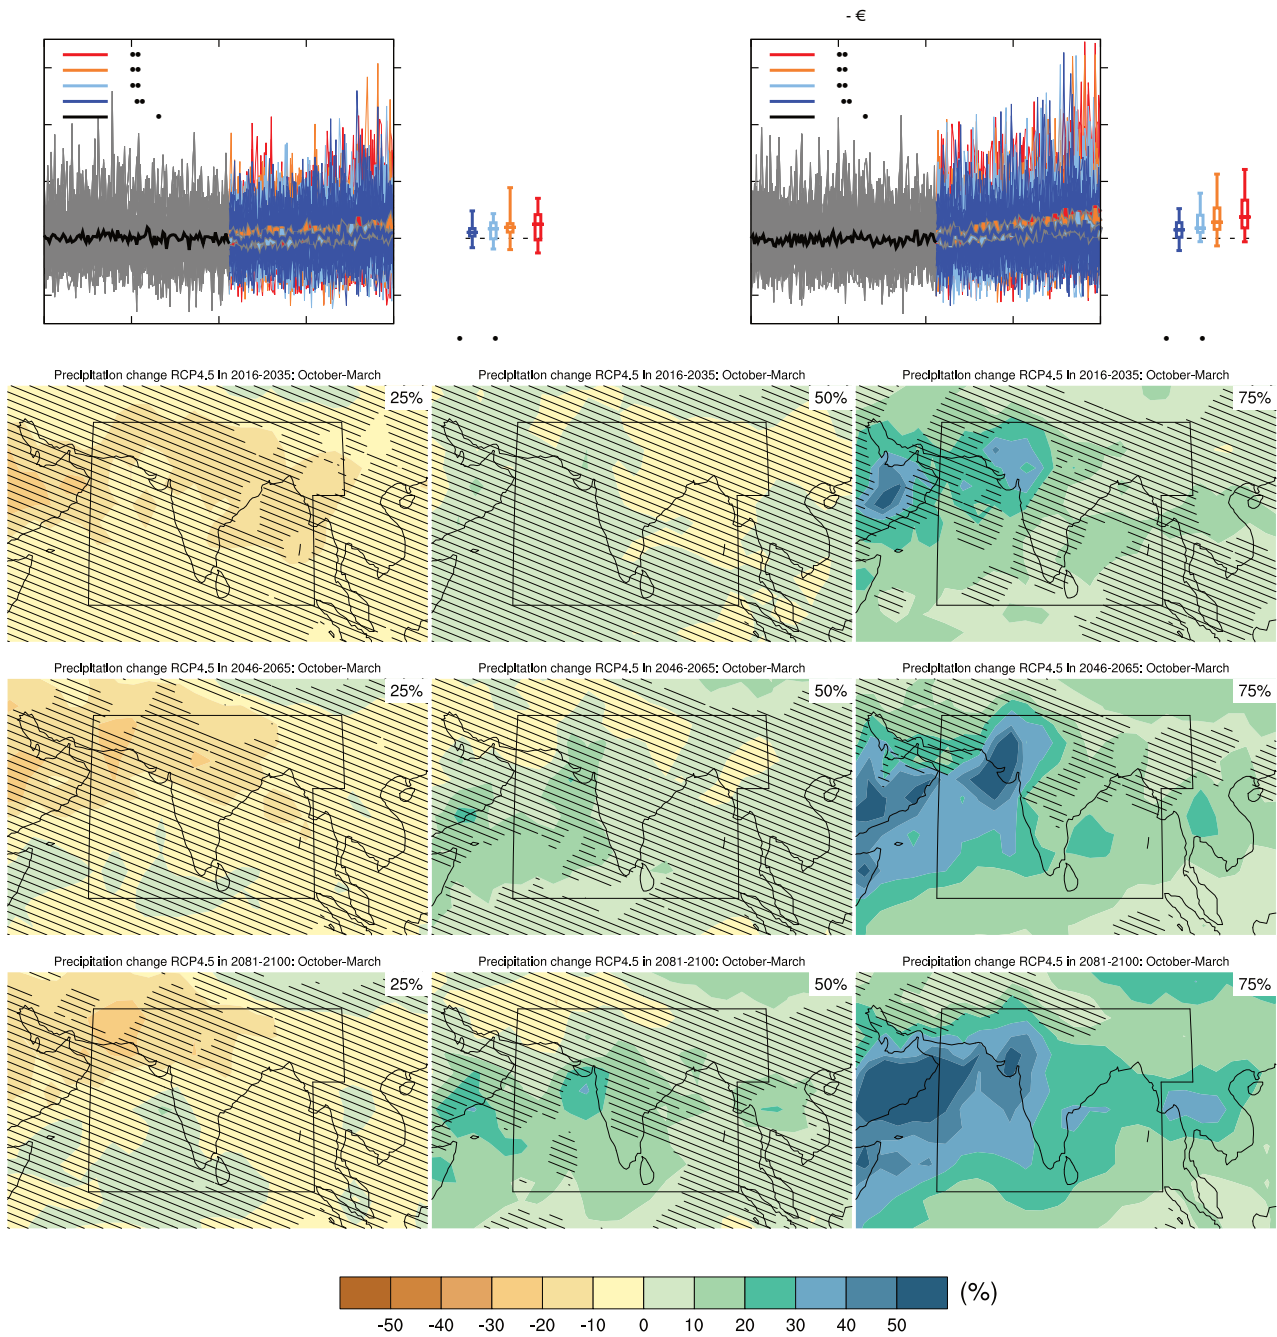 - €
Precipitation change RCP4.5 in 2016-2035: October-March
Precipitation change RCP4.5 in 2016-2035: October-March
Precipitation change RCP4.5 in 2016-2035: October-March
25%
50%
75%
Precipitation change RCP4.5 in 2046-2065: October-March
Precipitation change RCP4.5 in 2046-2065: October-March
Precipitation change RCP4.5 in 2046-2065: October-March
25%
50%
75%
Precipitation change RCP4.5 in 2081-2100: October-March
Precipitation change RCP4.5 in 2081-2100: October-March
Precipitation change RCP4.5 in 2081-2100: October-March
25%
50%
75%
(%)
-50 -40 -30 -20 -10 0 10 20 30 40 50